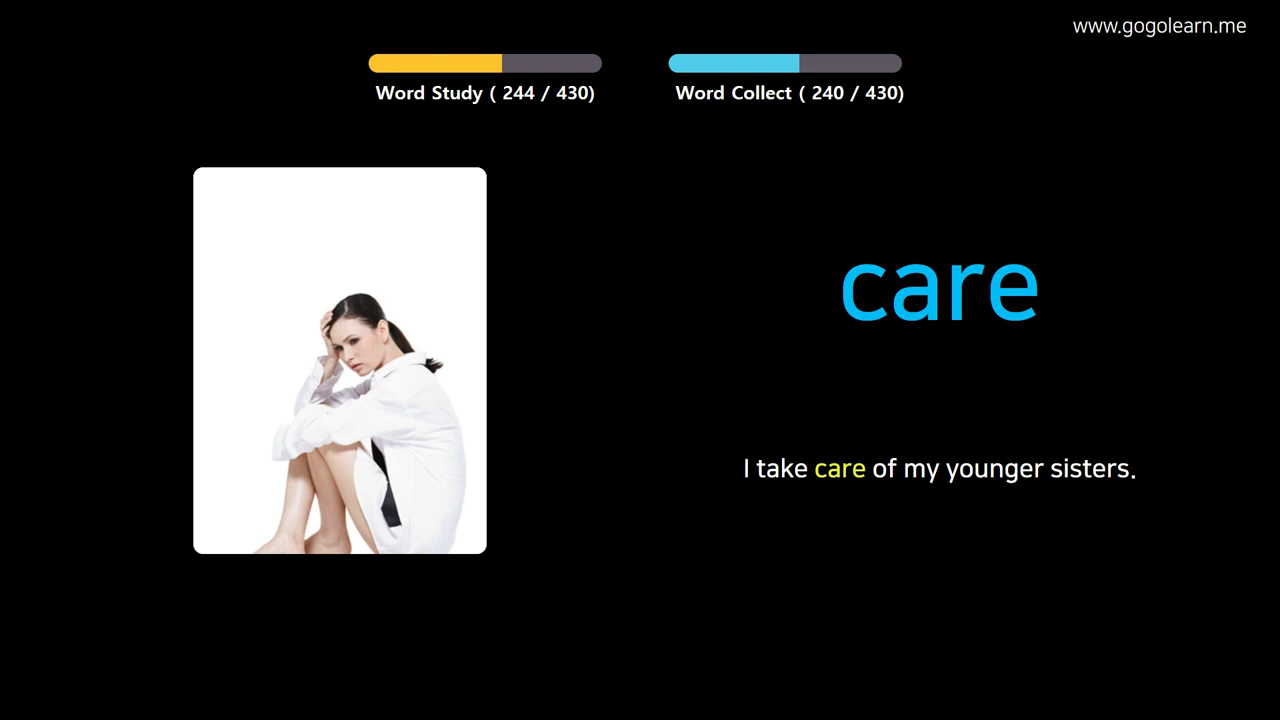 www.gogolearn.me
Word Study ( 244 / 430)
Word Collect ( 240 / 430)
care
I take care of my younger sisters.